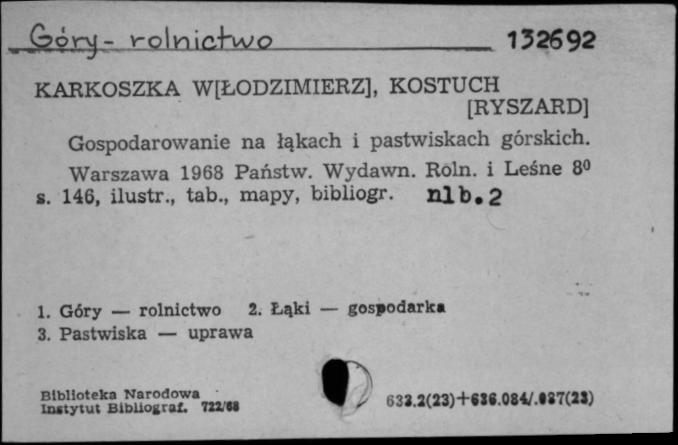 Góry - rolnictwo 132692
KARKOSZKA W[ŁODZIMIERZ], KOSTUCH
[RYSZARD]
Gospodarowanie na łąkach i pastwiskach górskich.
Warszawa 1968 Państw. Wydawn. Roln. i Leśne 8⁰
s. 146, ilustr., tab., mapy, bibliogr. nlb.2
1. Góry — rolnictwo 2. Łąki — gospodarka
3. Pastwiska — uprawa
Biblioteka Narodowa
Instytut Bibliograf. 722/68
633.2(23)+636.084/.087(23)